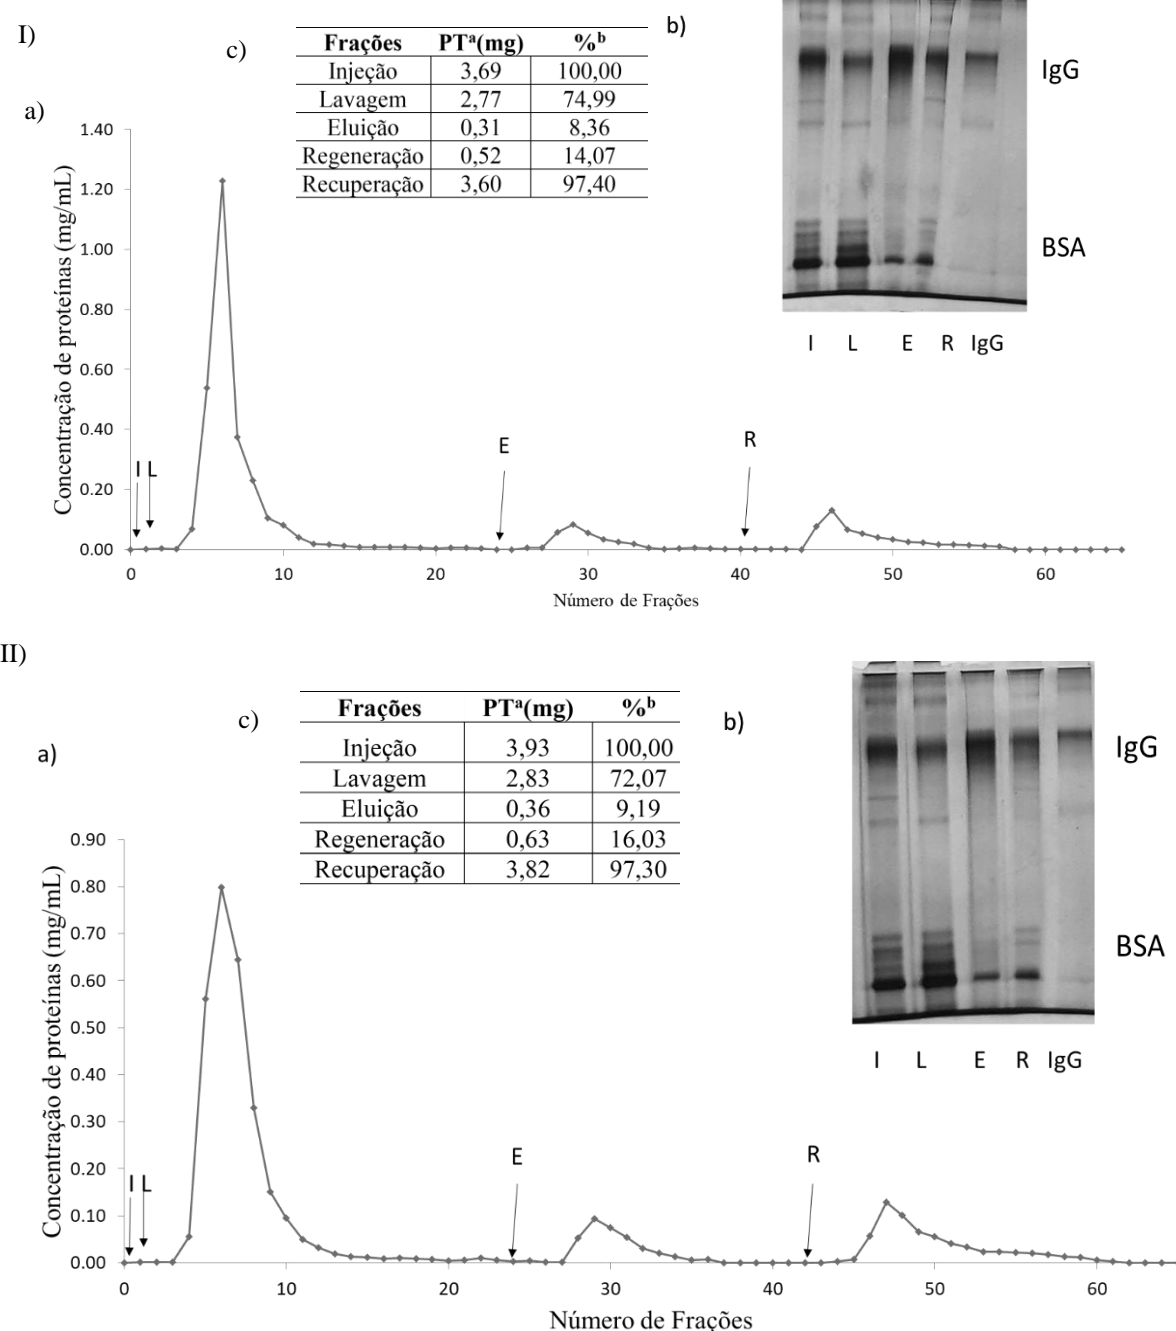 I)
c)
Frações PTª(mg) %ᵇ
Injeção 3,69 100,00
Lavagem 2,77 74,99
Eluição 0,31 8,36
Regeneração 0,52 14,07
Recuperação 3,60 97,40
b)
IgG
BSA
I L E R IgG
a)
Concentração de proteínas (mg/mL)
1.40
1.20
1.00
0.80
0.60
0.40
0.20
0.00
I L
E
R
0 10 20 30 40 50 60
Número de Frações
II)
c)
Frações PTª(mg) %ᵇ
Injeção 3,93 100,00
Lavagem 2,83 72,07
Eluição 0,36 9,19
Regeneração 0,63 16,03
Recuperação 3,82 97,30
b)
IgG
BSA
I L E R IgG
a)
Concentração de proteínas (mg/mL)
0.90
0.80
0.70
0.60
0.50
0.40
0.30
0.20
0.10
0.00
I L
E
R
0 10 20 30 40 50 60
Número de Frações